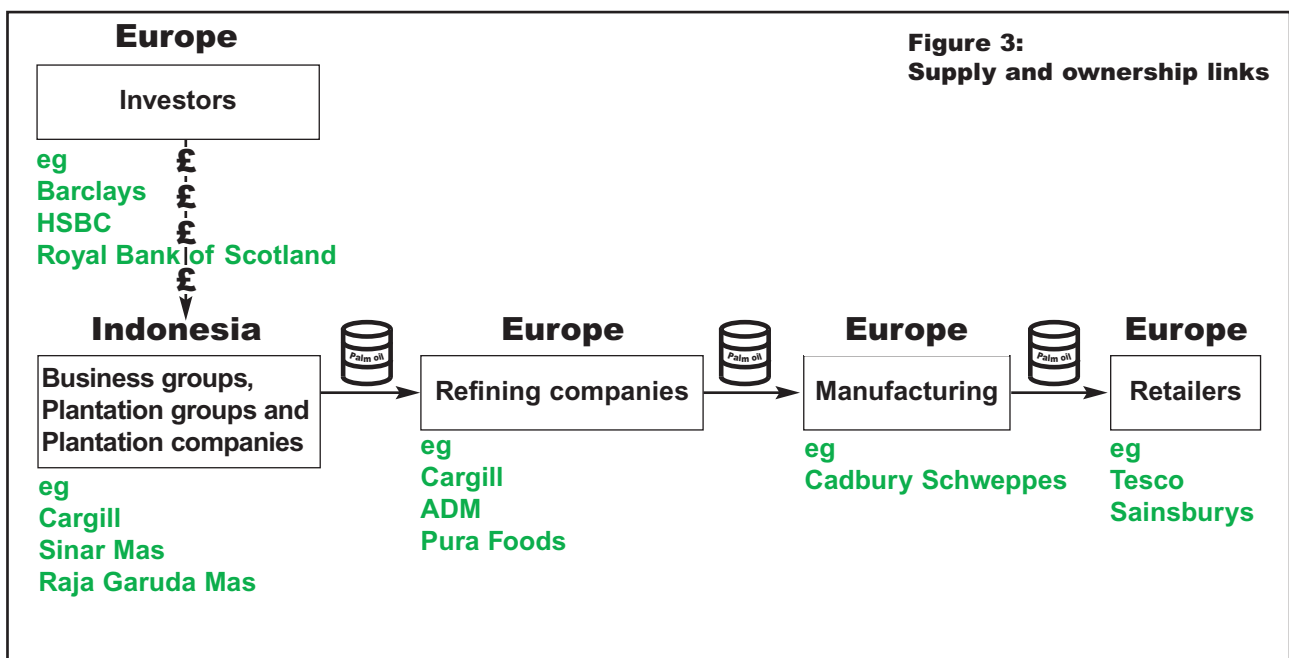 Europe
Figure 3:
Supply and ownership links
Investors
eg
Barclays
HSBC
Royal Bank of Scotland
£
£
£
£
Indonesia
Business groups,
Plantation groups and
Plantation companies
eg
Cargill
Sinar Mas
Raja Garuda Mas
Palm oil
Europe
Refining companies
eg
Cargill
ADM
Pura Foods
Palm oil
Europe
Manufacturing
eg
Cadbury Schweppes
Palm oil
Europe
Retailers
eg
Tesco
Sainsburys